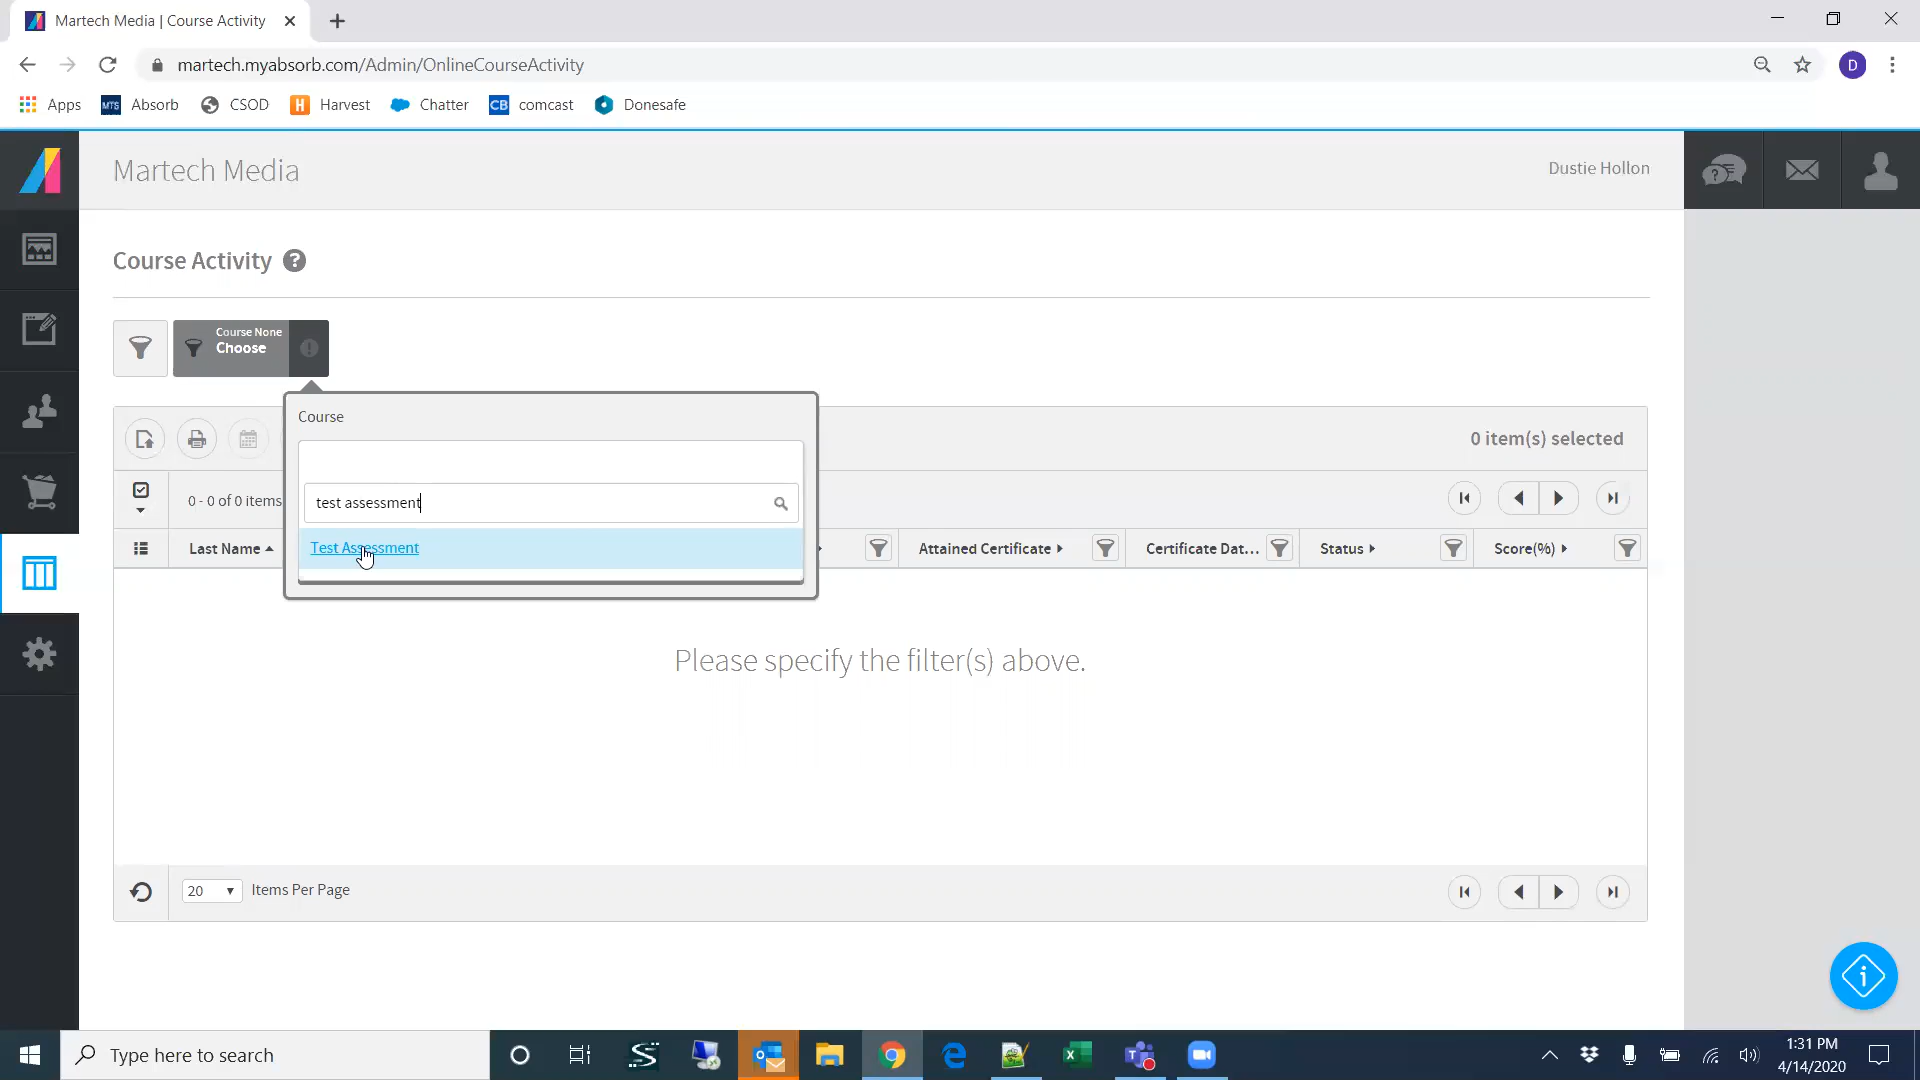 Martech Media | Course Activity
martech.myabsorb.com/Admin/OnlineCourseActivity
D
Apps
MTS Absorb
CSOD
H Harvest
Chatter
CB comcast
Donesafe
Martech Media
Dustie Hollon
Course Activity ?
Course None
Choose
Course
test assessment
Test Assessment
0 item(s) selected
0 - 0 of 0 items
Last Name
Attained Certificate
Certificate Dat...
Status
Score(%)
Please specify the filter(s) above.
20 Items Per Page
Type here to search
1:31 PM
4/14/2020